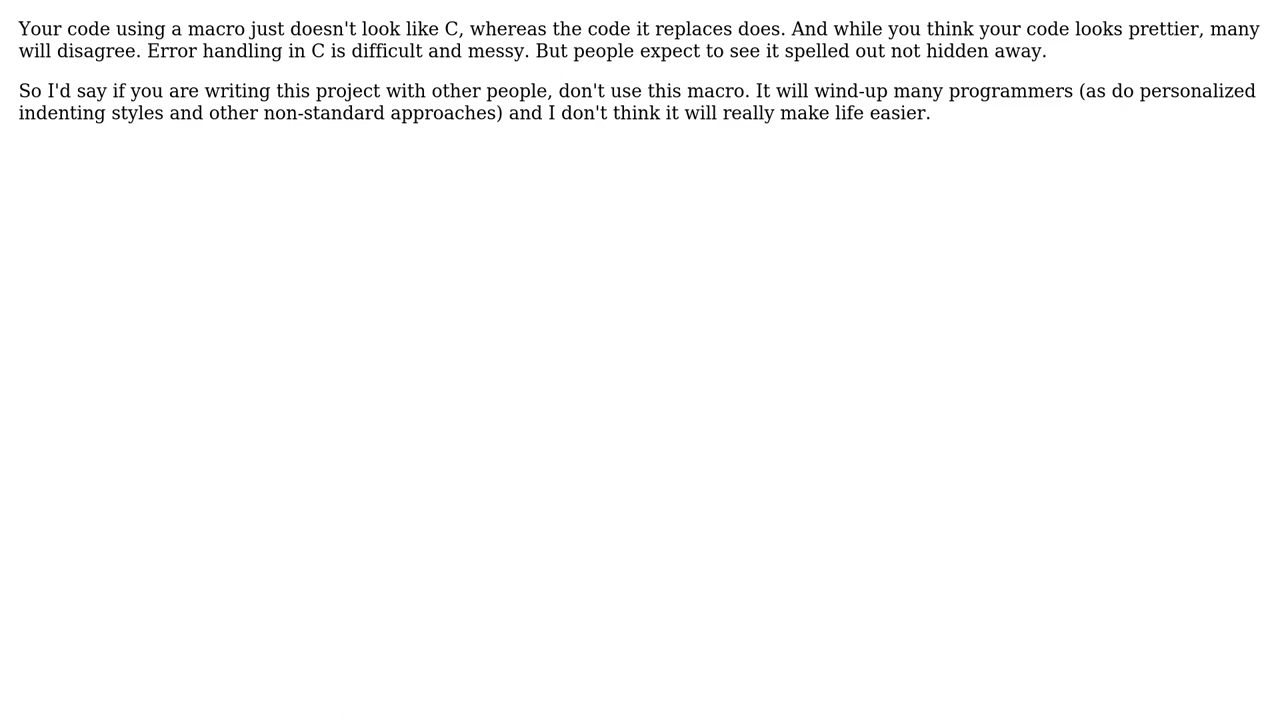 Your code using a macro just doesn't look like C, whereas the code it replaces does. And while you think your code looks prettier, many
will disagree. Error handling in C is difficult and messy. But people expect to see it spelled out not hidden away.
So I'd say if you are writing this project with other people, don't use this macro. It will wind-up many programmers (as do personalized
indenting styles and other non-standard approaches) and I don't think it will really make life easier.